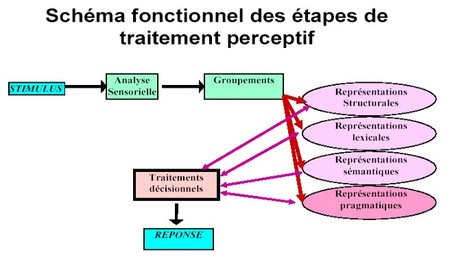 Schéma fonctionnel des étapes de
traitement perceptif
STIMULUS
Analyse
Sensorielle
Groupements
Représentations
Structurales
Représentations
lexicales
Représentations
sémantiques
Représentations
pragmatiques
Traitements
décisionnels
REPONSE